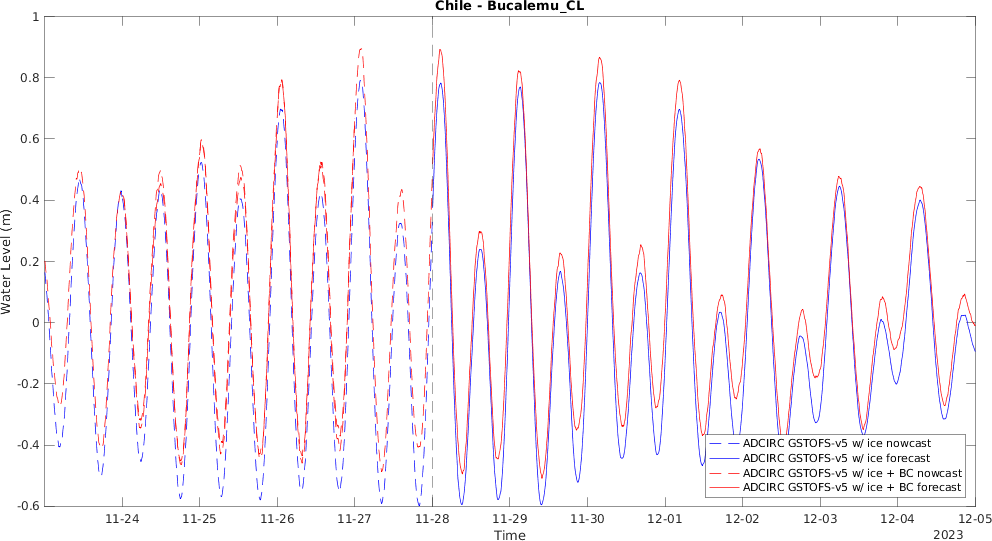 Chile - Bucalemu_CL
1
0.8
0.6
0.4
0.2
0
-0.2
-0.4
-0.6
Water Level (m)
ADCIRC GSTOFS-v5 w/ ice nowcast
ADCIRC GSTOFS-v5 w/ ice forecast
ADCIRC GSTOFS-v5 w/ ice + BC nowcast
ADCIRC GSTOFS-v5 w/ ice + BC forecast
11-24 11-25 11-26 11-27 11-28 11-29 11-30 12-01 12-02 12-03 12-04 12-05
Time
2023